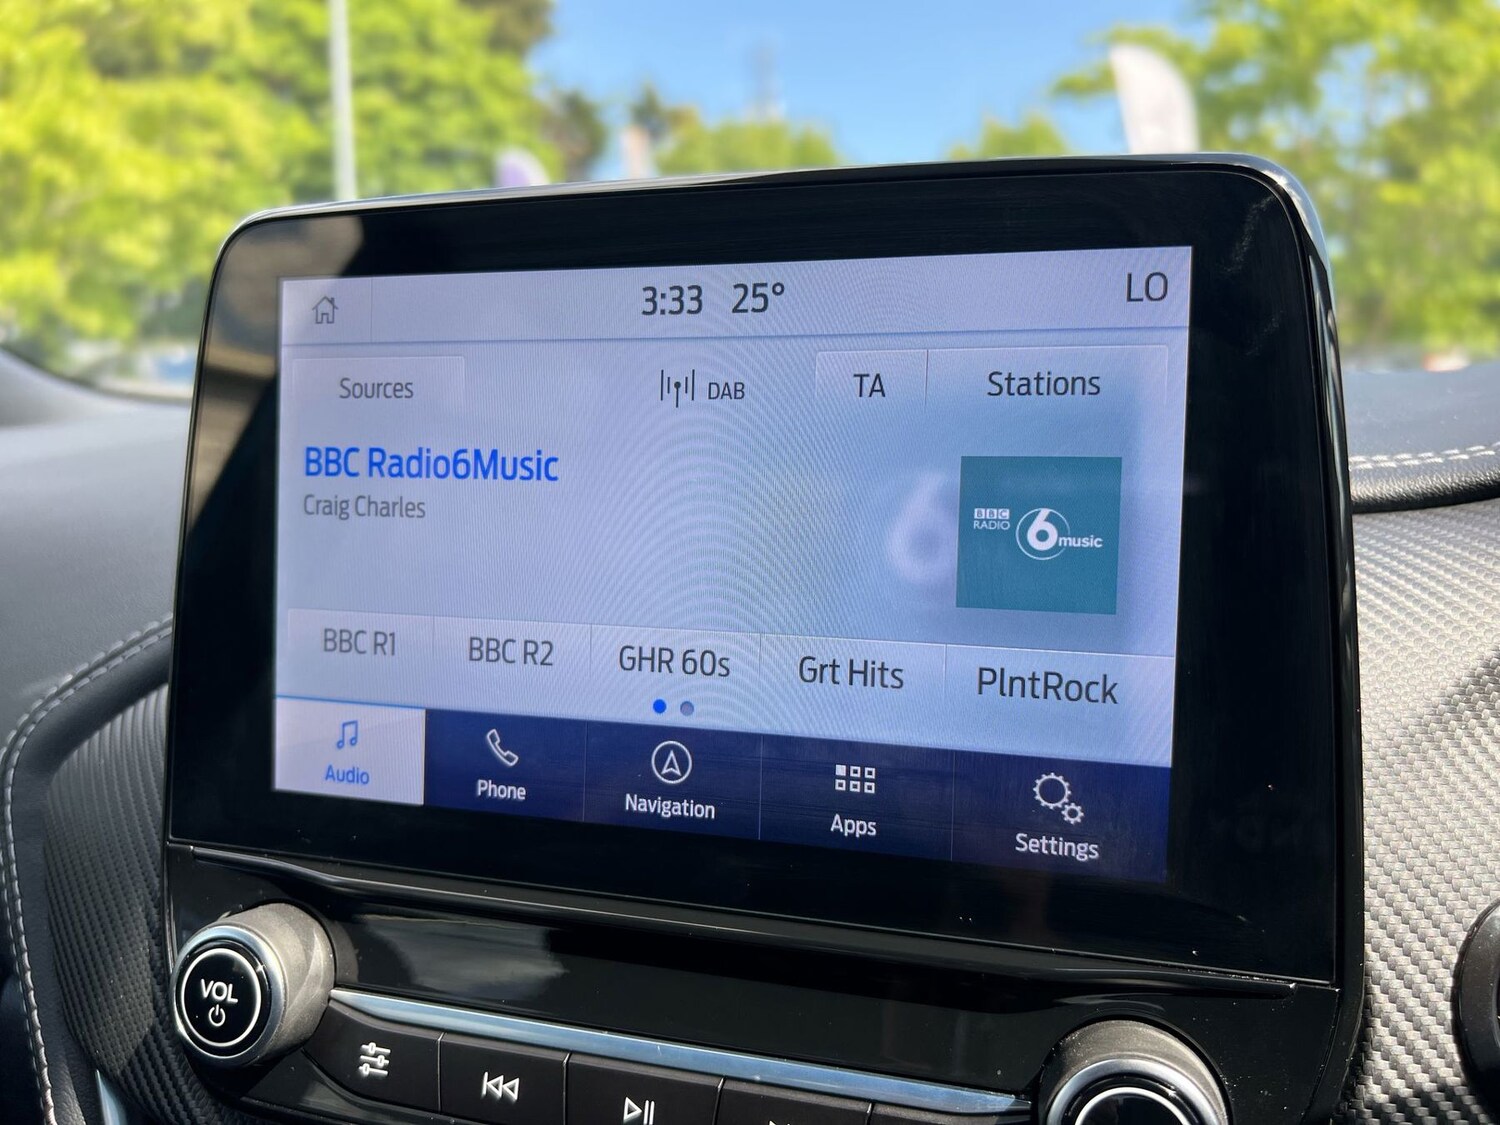 3:33 25°
LO
Sources
DAB
TA
Stations
BBC Radio6Music
Craig Charles
BBC
RADIO
6
music
6
BBC R1
BBC R2
GHR 60s
Grt Hits
PlntRock
Audio
Phone
Navigation
Apps
Settings
VOL